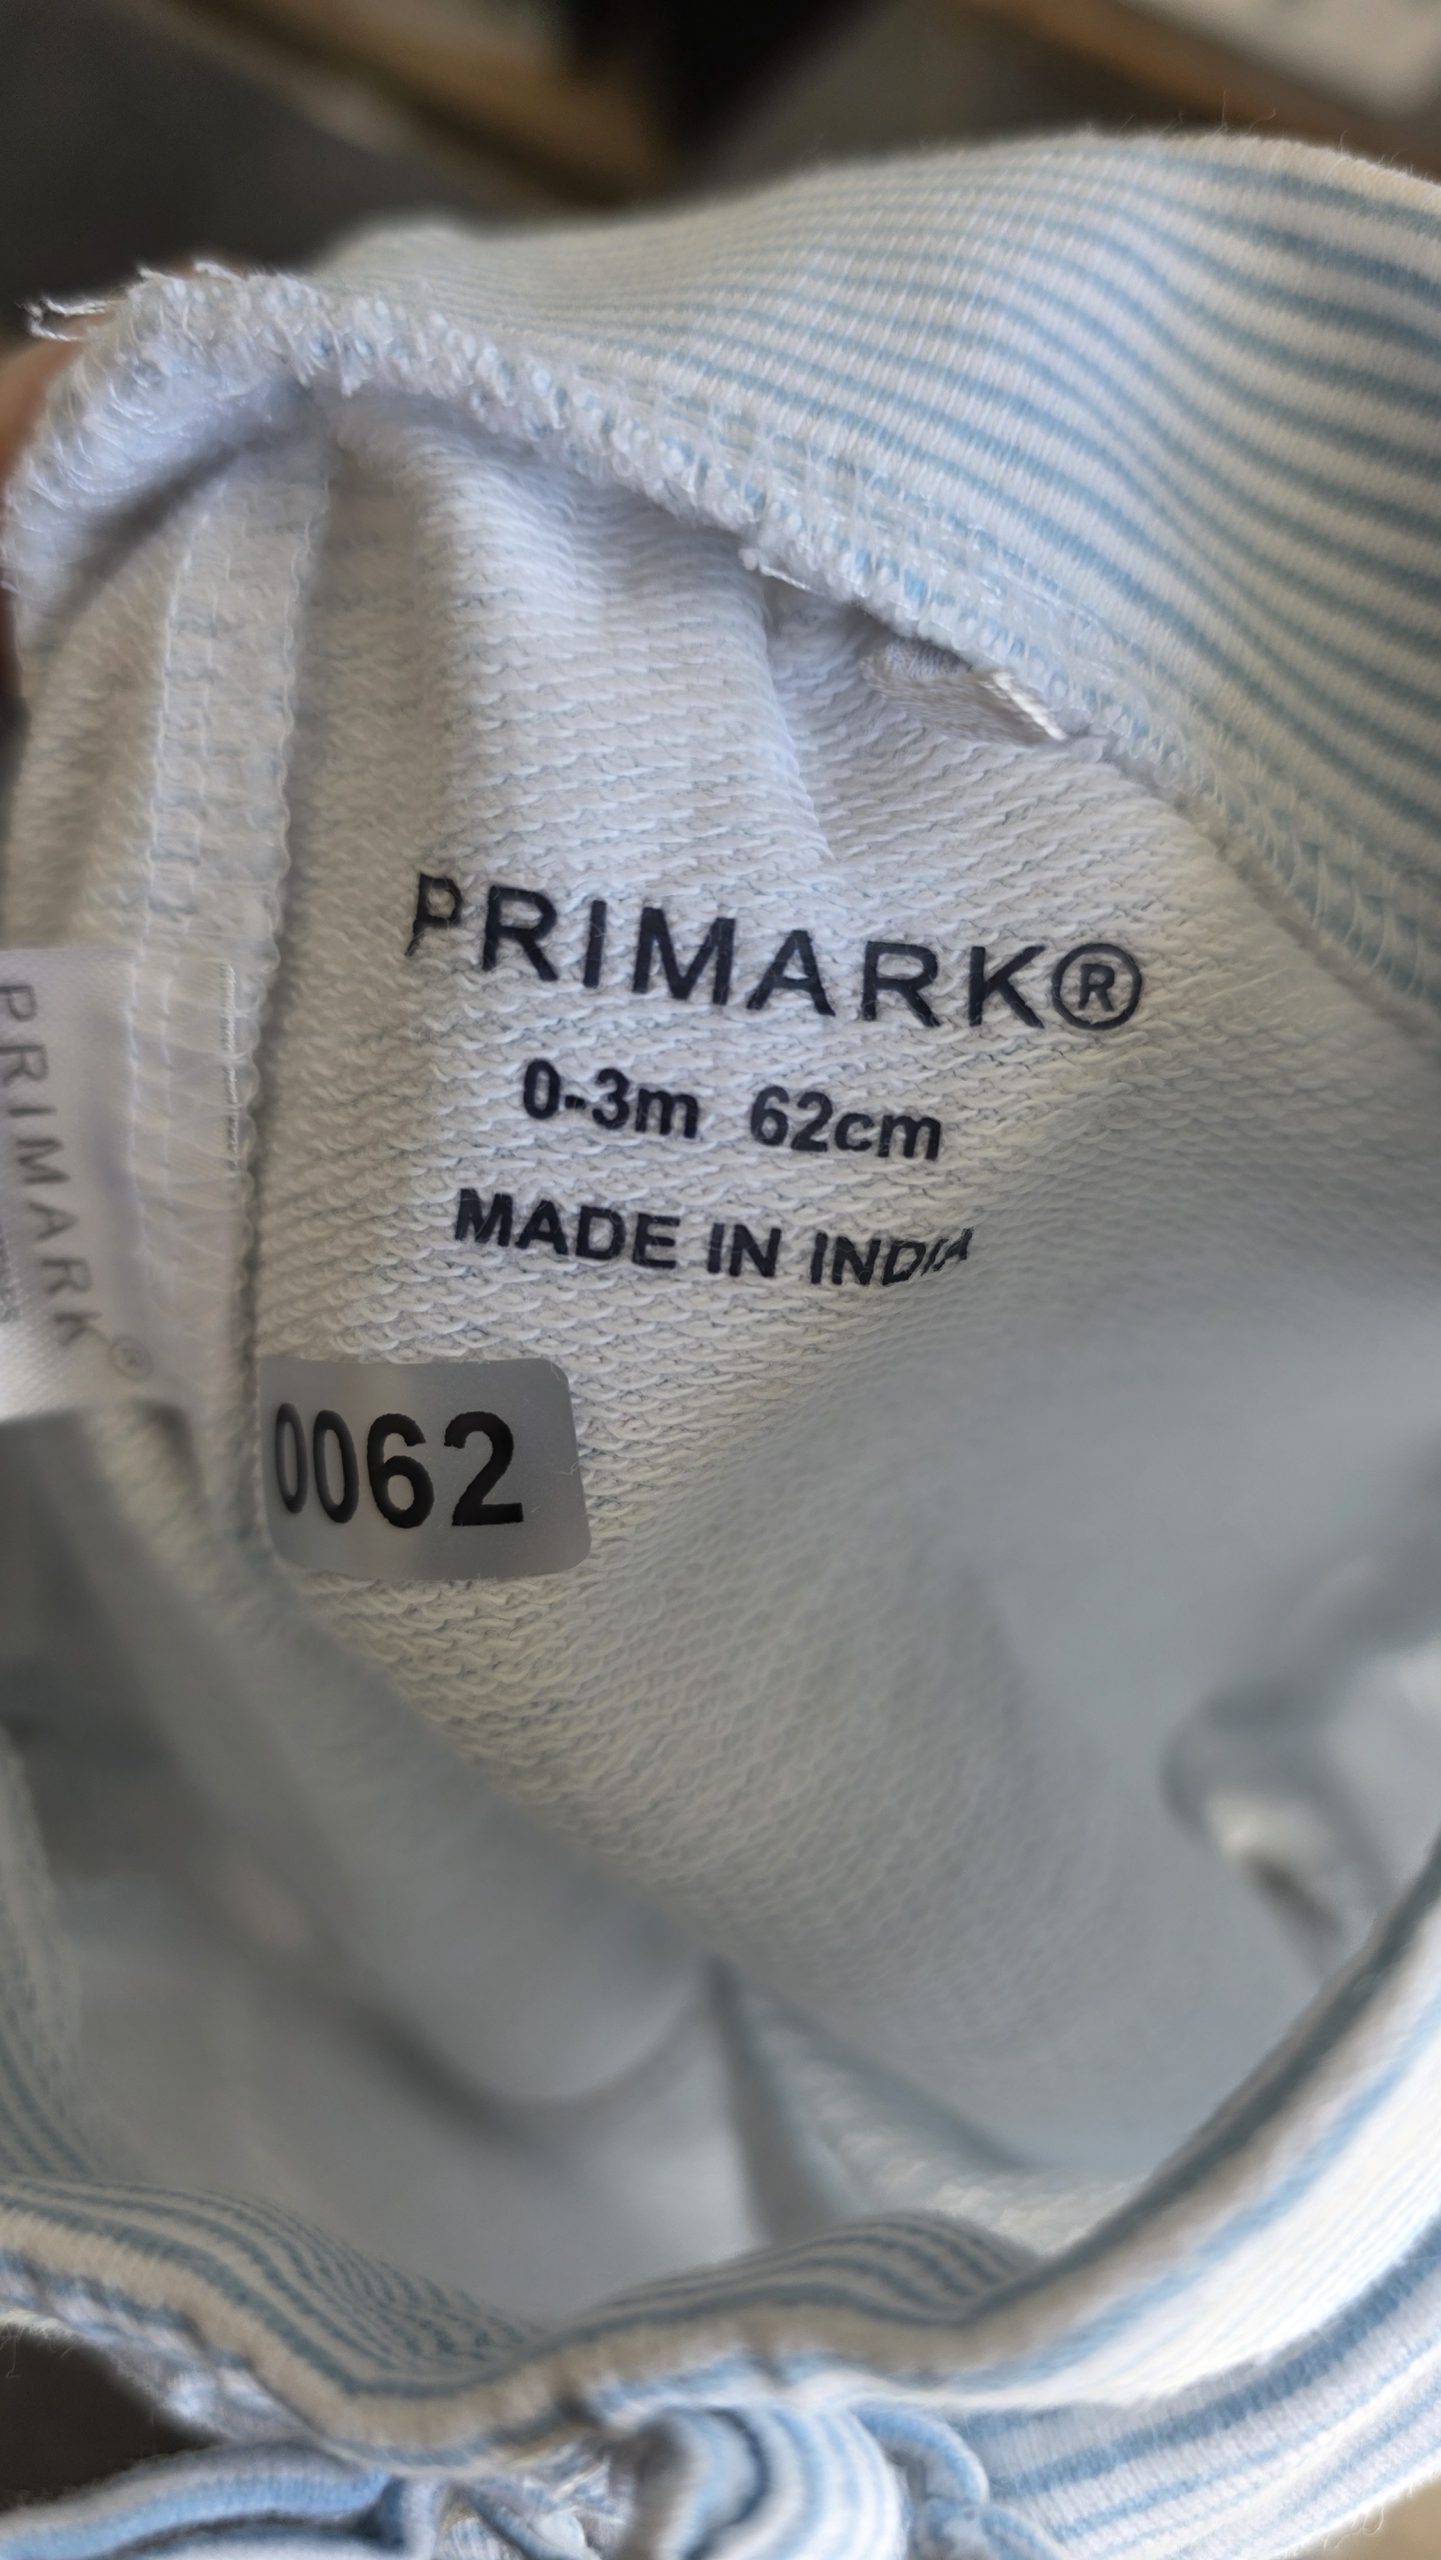 PRIMARK®
0-3m 62cm
MADE IN INDIA
PRIMARK®
0062